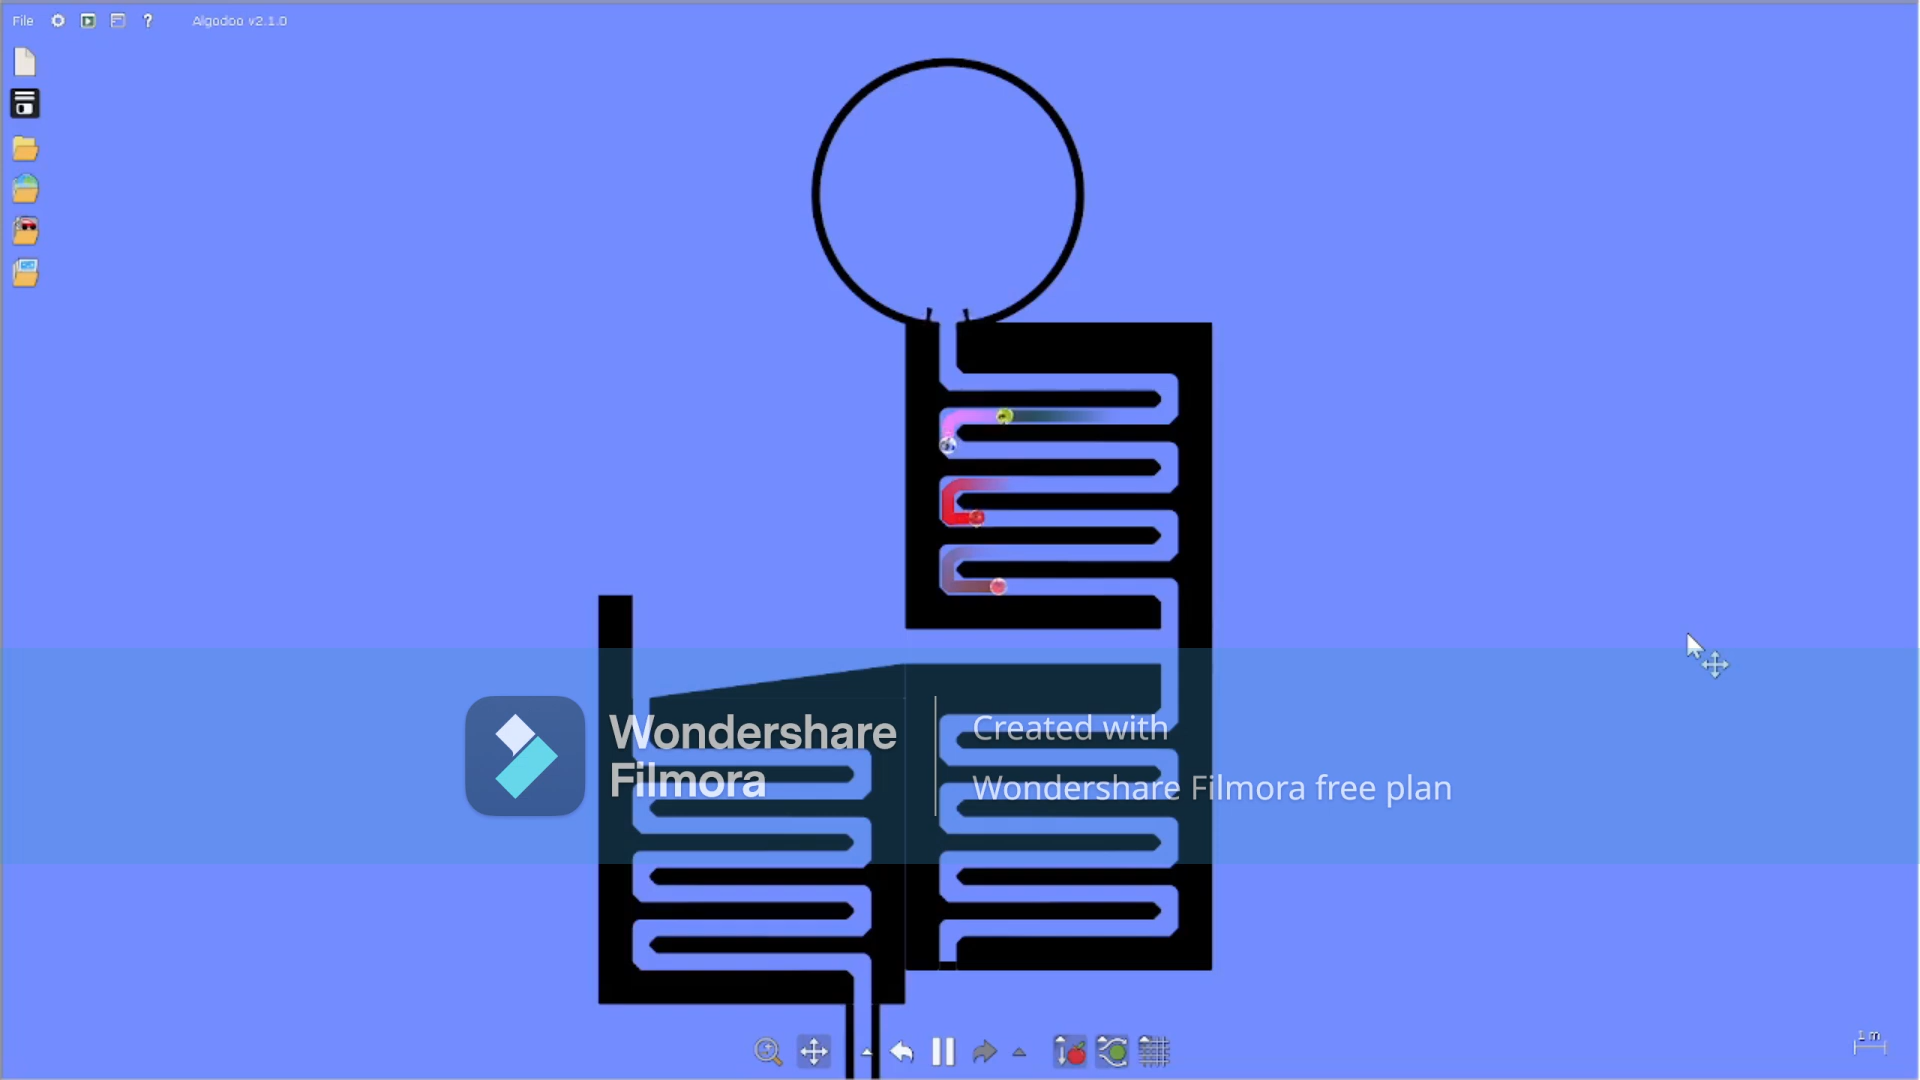 File
?
Algodoo v2.1.0
Wondershare
Filmora
Created with
Wondershare Filmora free plan
1 m